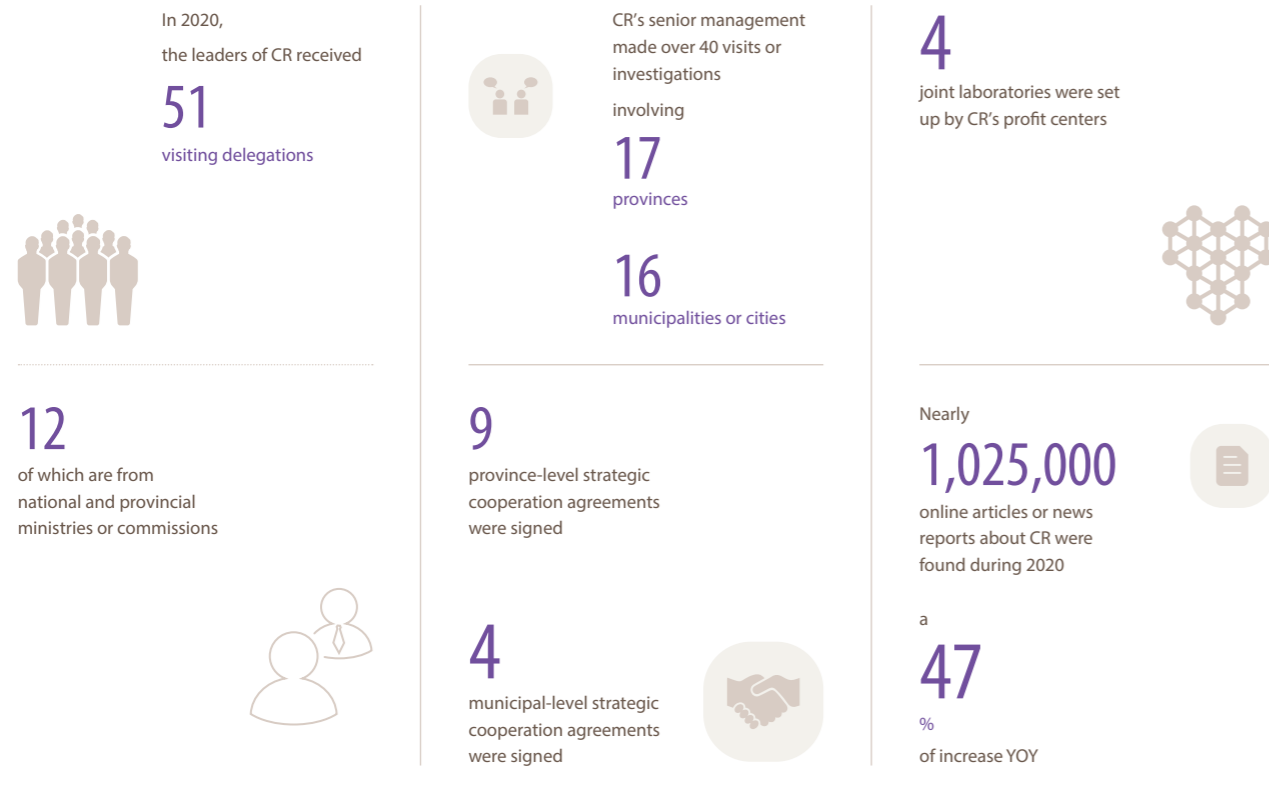 In 2020,
the leaders of CR received
51
visiting delegations
12
of which are from
national and provincial
ministries or commissions
CR’s senior management
made over 40 visits or
investigations
involving
17
provinces
16
municipalities or cities
9
province-level strategic
cooperation agreements
were signed
4
municipal-level strategic
cooperation agreements
were signed
4
joint laboratories were set
up by CR’s profit centers
Nearly
1,025,000
online articles or news
reports about CR were
found during 2020
a
47
%
of increase YOY